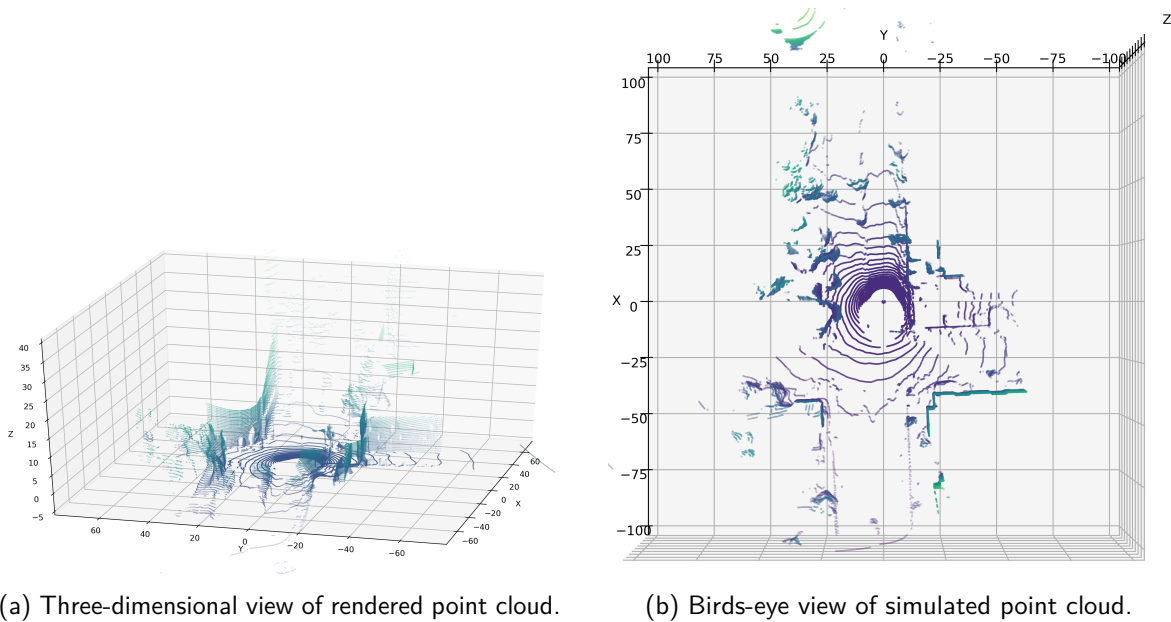 Z
Y
100 75 50 25 0 −25 −50 −75 −100
100
75
50
25
X 0
−25
−50
−75
−100
40
35
30
25
20
15
10
5
0
−5
Z
60 40 20 0 −20 −40 −60
Y
60
40
20
0
−20
−40
−60
X
(a) Three-dimensional view of rendered point cloud.
(b) Birds-eye view of simulated point cloud.